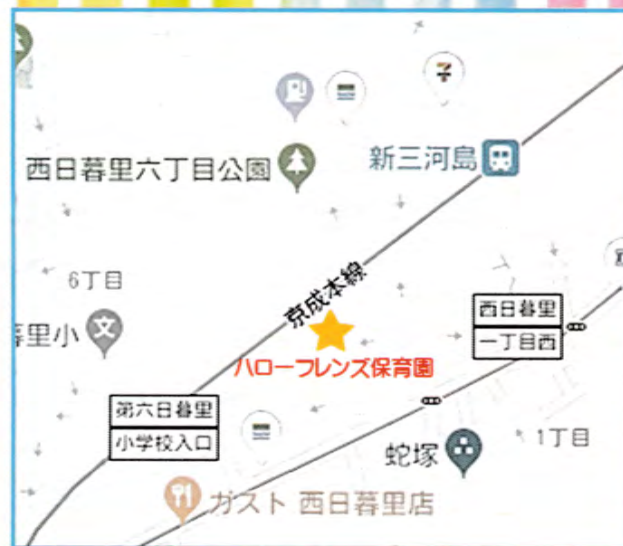 新三河島
西日暮里六丁目公園
6丁目
京成本線
西日暮里
一丁目西
暮里小
文
ハローフレンズ保育園
第六日暮里
小学校入口
1丁目
蛇塚
ガスト 西日暮里店